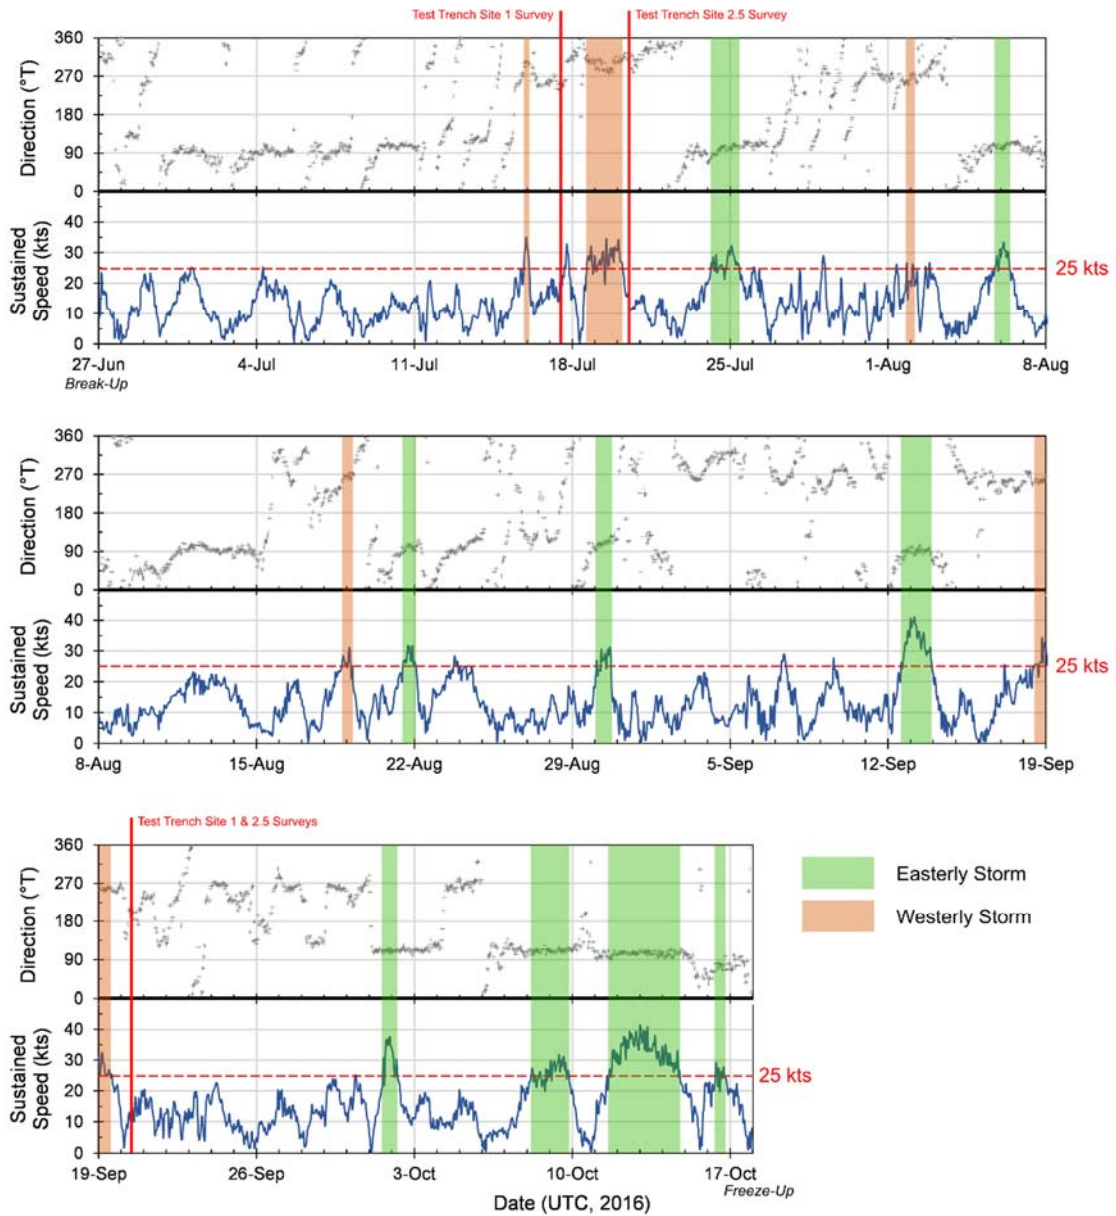 Test Trench Site 1 Survey
Test Trench Site 2.5 Survey
Direction (°T)
360
270
180
90
0
Sustained
Speed (kts)
40
30
20
10
0
25 kts
27-Jun
4-Jul
11-Jul
18-Jul
25-Jul
1-Aug
8-Aug
Break-Up
Direction (°T)
360
270
180
90
0
Sustained
Speed (kts)
40
30
20
10
0
25 kts
8-Aug
15-Aug
22-Aug
29-Aug
5-Sep
12-Sep
19-Sep
Test Trench Site 1 & 2.5 Surveys
Direction (°T)
360
270
180
90
0
Easterly Storm
Westerly Storm
Sustained
Speed (kts)
40
30
20
10
0
25 kts
19-Sep
26-Sep
3-Oct
10-Oct
17-Oct
Freeze-Up
Date (UTC, 2016)